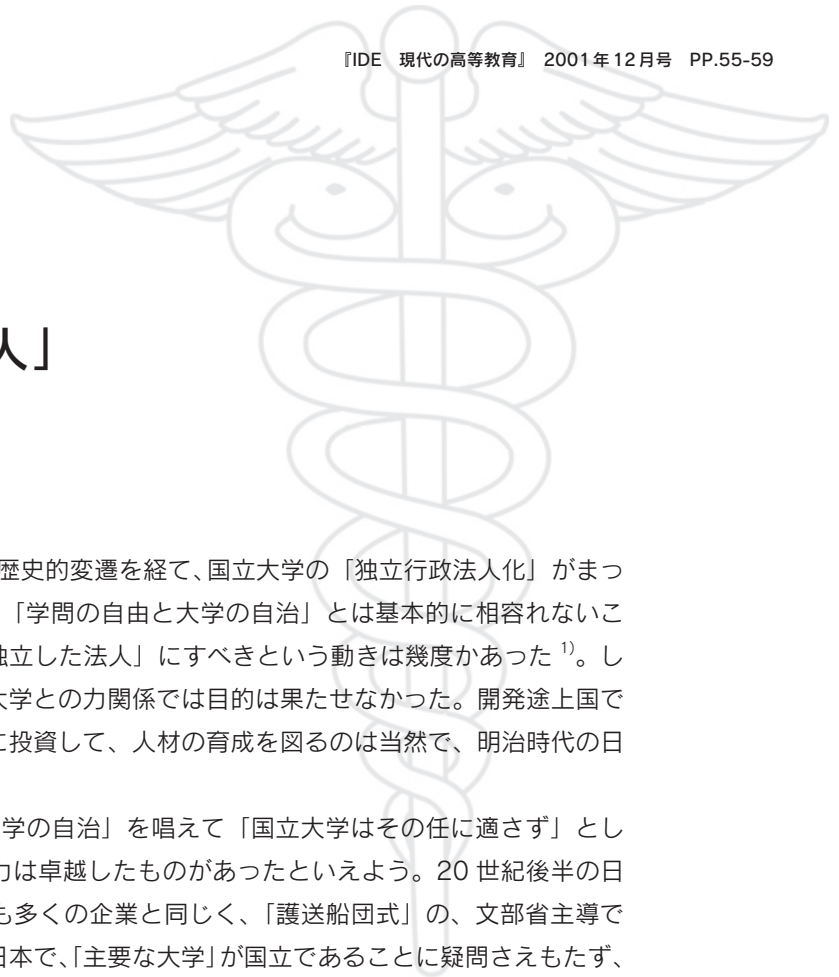 『IDE 現代の高等教育』 2001年12月号 PP.55-59
人」
歴史的変遷を経て、国立大学の「独立行政法人化」がまっ
「学問の自由と大学の自治」とは基本的に相容れないこ
独立した法人」にすべきという動きは幾度かあった 1)。し
大学との力関係では目的は果たせなかった。開発途上国で
に投資して、人材の育成を図るのは当然で、明治時代の日
学の自治」を唱えて「国立大学はその任に適さず」とし
力は卓越したものがあったといえよう。20 世紀後半の日
も多くの企業と同じく、「護送船団式」の、文部省主導で
日本で、「主要な大学」が国立であることに疑問さえもたず、